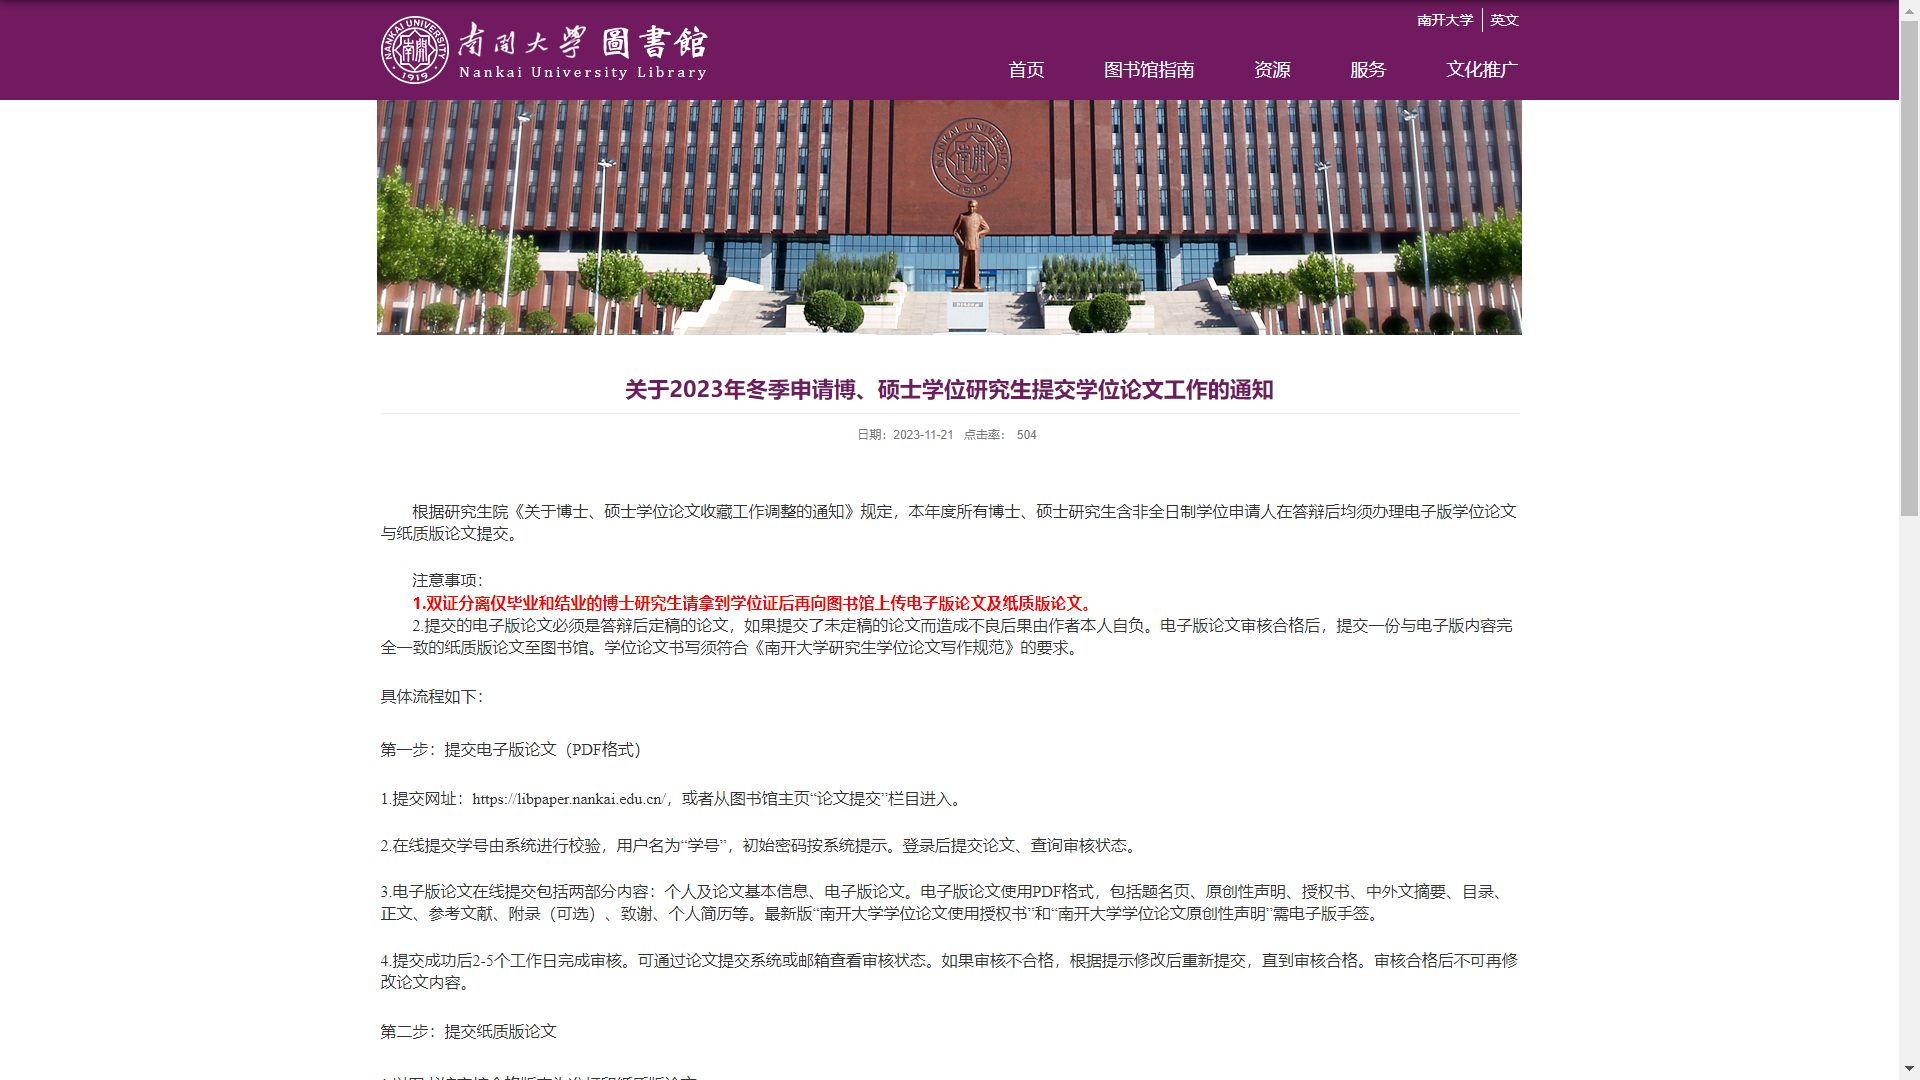 南開大學 圖書館
Nankai University Library
南开大学 英文
首页 图书馆指南 资源 服务 文化推广
NANKAI UNIVERSITY
南開
1919
关于2023年冬季申请博、硕士学位研究生提交学位论文工作的通知
日期：2023-11-21 点击率： 504
根据研究生院《关于博士、硕士学位论文收藏工作调整的通知》规定，本年度所有博士、硕士研究生含非全日制学位申请人在答辩后均须办理电子版学位论文
与纸质版论文提交。
注意事项：
1.双证分离仅毕业和结业的博士研究生请拿到学位证后再向图书馆上传电子版论文及纸质版论文。
2.提交的电子版论文必须是答辩后定稿的论文，如果提交了未定稿的论文而造成不良后果由作者本人自负。电子版论文审核合格后，提交一份与电子版内容完
全一致的纸质版论文至图书馆。学位论文书写须符合《南开大学研究生学位论文写作规范》的要求。
具体流程如下：
第一步：提交电子版论文（PDF格式）
1.提交网址：https://libpaper.nankai.edu.cn/，或者从图书馆主页“论文提交”栏目进入。
2.在线提交学号由系统进行校验，用户名为“学号”，初始密码按系统提示。登录后提交论文、查询审核状态。
3.电子版论文在线提交包括两部分内容：个人及论文基本信息、电子版论文。电子版论文使用PDF格式，包括题名页、原创性声明、授权书、中外文摘要、目录、
正文、参考文献、附录（可选）、致谢、个人简历等。最新版“南开大学学位论文使用授权书”和“南开大学学位论文原创性声明”需电子版手签。
4.提交成功后2-5个工作日完成审核。可通过论文提交系统或邮箱查看审核状态。如果审核不合格，根据提示修改后重新提交，直到审核合格。审核合格后不可再修
改论文内容。
第二步：提交纸质版论文